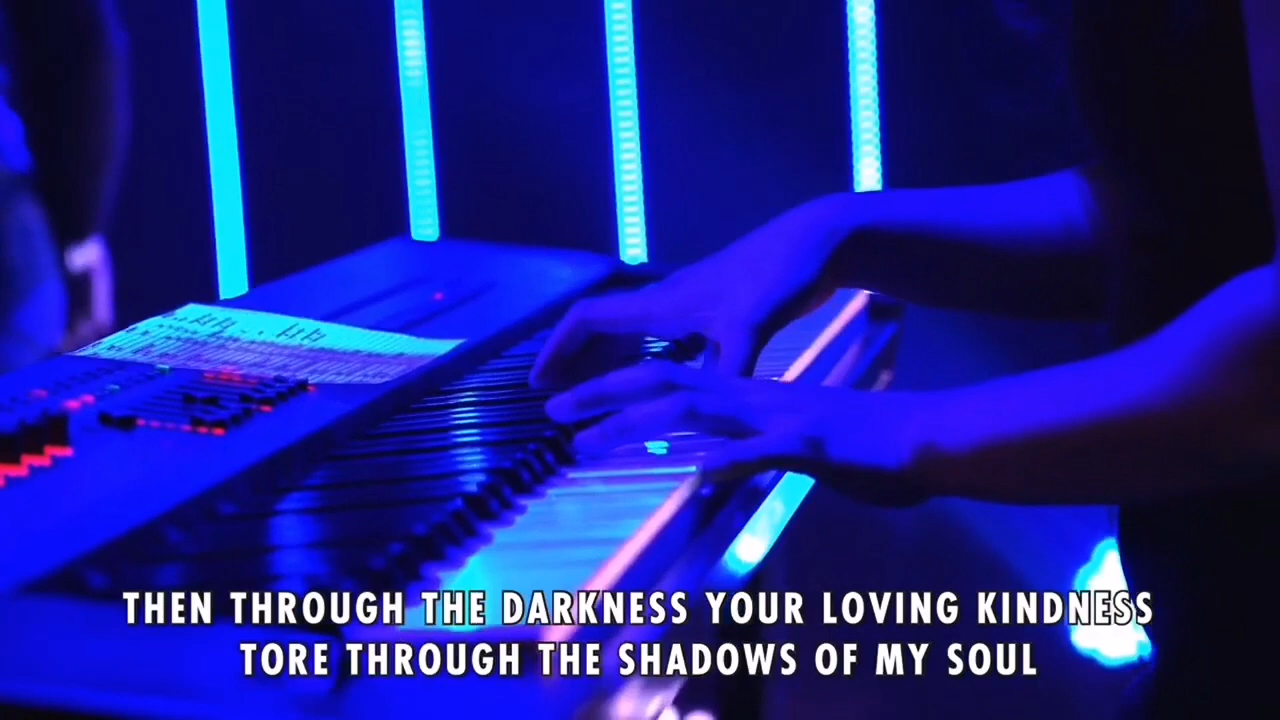 THEN THROUGH THE DARKNESS YOUR LOVING KINDNESS
TORE THROUGH THE SHADOWS OF MY SOUL